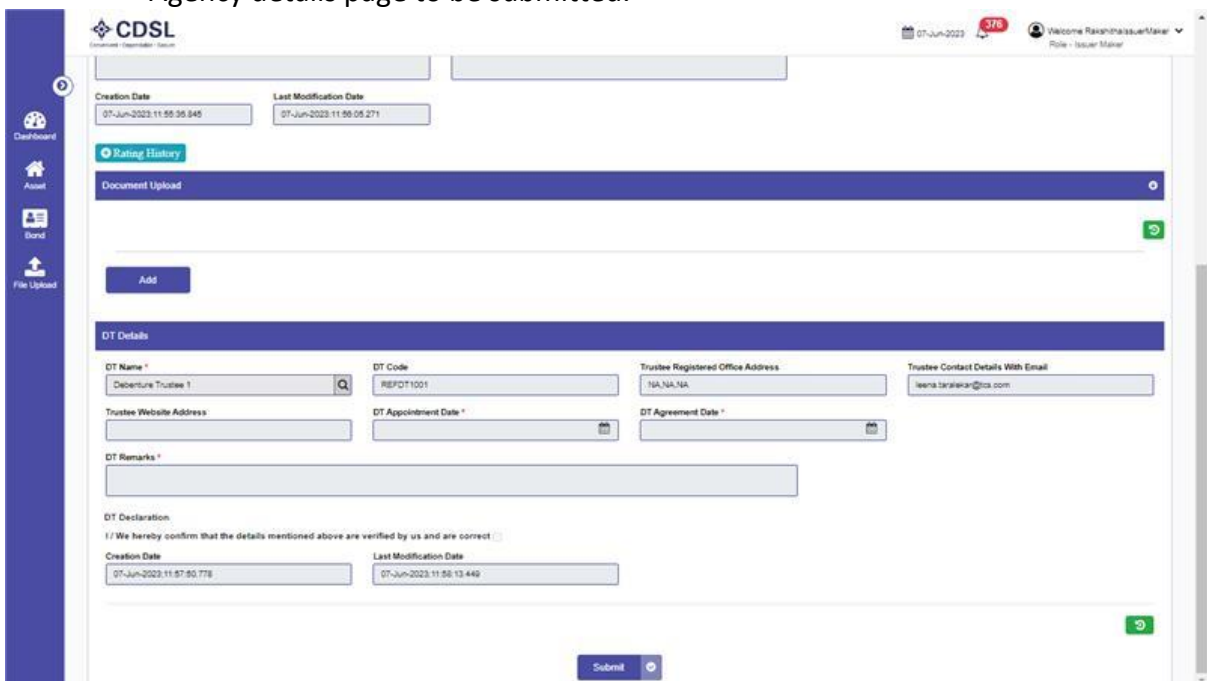 Agency details page to be submitted.
CDSL
Convenient · Dependable · Secure
07-Jun-2023
376
Welcome RakshithaIssuerMaker
Role - Issuer Maker
Dashboard
Asset
Bond
File Upload
Creation Date Last Modification Date
07-Jun-2023:11:55:35.845 07-Jun-2023:11:56:05.271
Rating History
Document Upload
Add
DT Details
DT Name * DT Code Trustee Registered Office Address Trustee Contact Details With Email
Debenture Trustee 1 REFDT1001 NA,NA,NA leena.taralekar@tcs.com
Trustee Website Address DT Appointment Date * DT Agreement Date *
DT Remarks *
DT Declaration
I / We hereby confirm that the details mentioned above are verified by us and are correct
Creation Date Last Modification Date
07-Jun-2023:11:57:50.778 07-Jun-2023:11:58:13.449
Submit